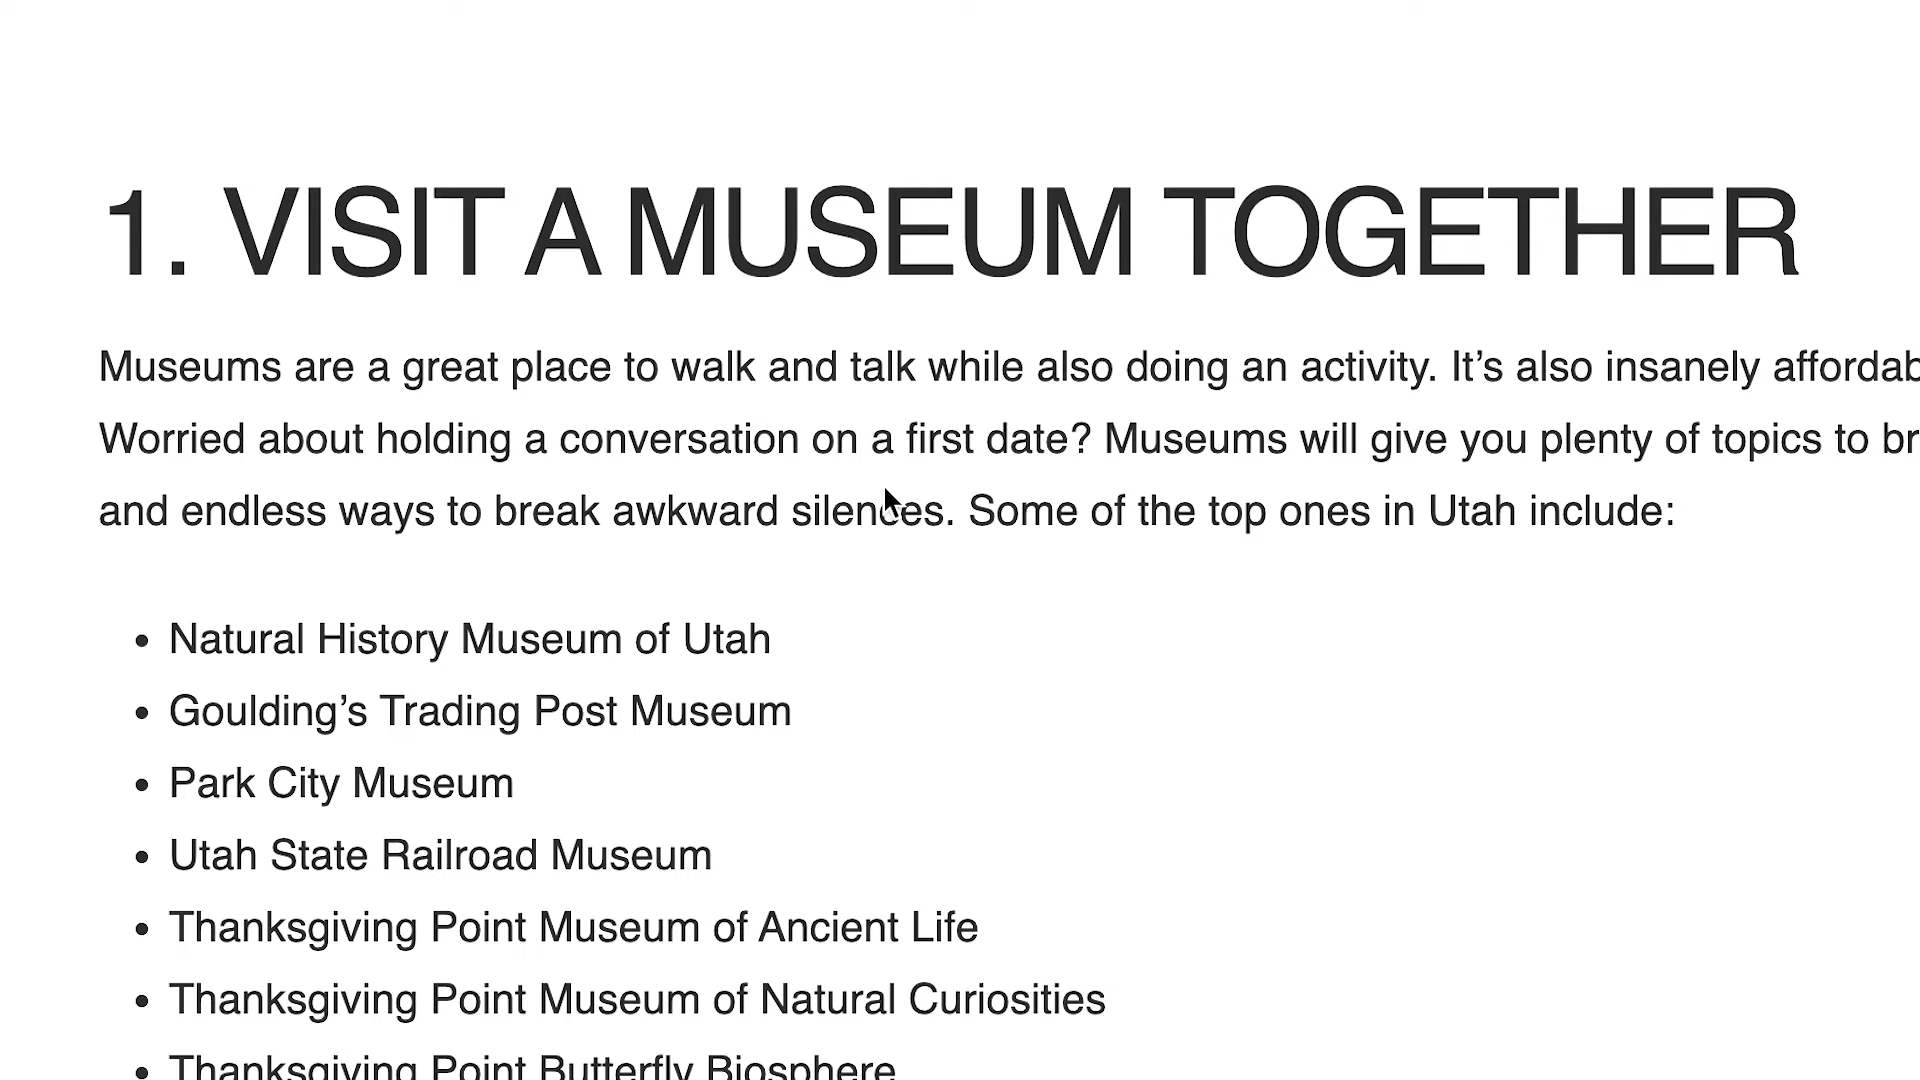 1. VISIT A MUSEUM TOGETHER
Museums are a great place to walk and talk while also doing an activity. It’s also insanely
Worried about holding a conversation on a first date? Museums will give you plenty of topics to
and endless ways to break awkward silences. Some of the top ones in Utah include:
• Natural History Museum of Utah
• Goulding’s Trading Post Museum
• Park City Museum
• Utah State Railroad Museum
• Thanksgiving Point Museum of Ancient Life
• Thanksgiving Point Museum of Natural Curiosities
• Thanksgiving Point Butterfly Biosphere